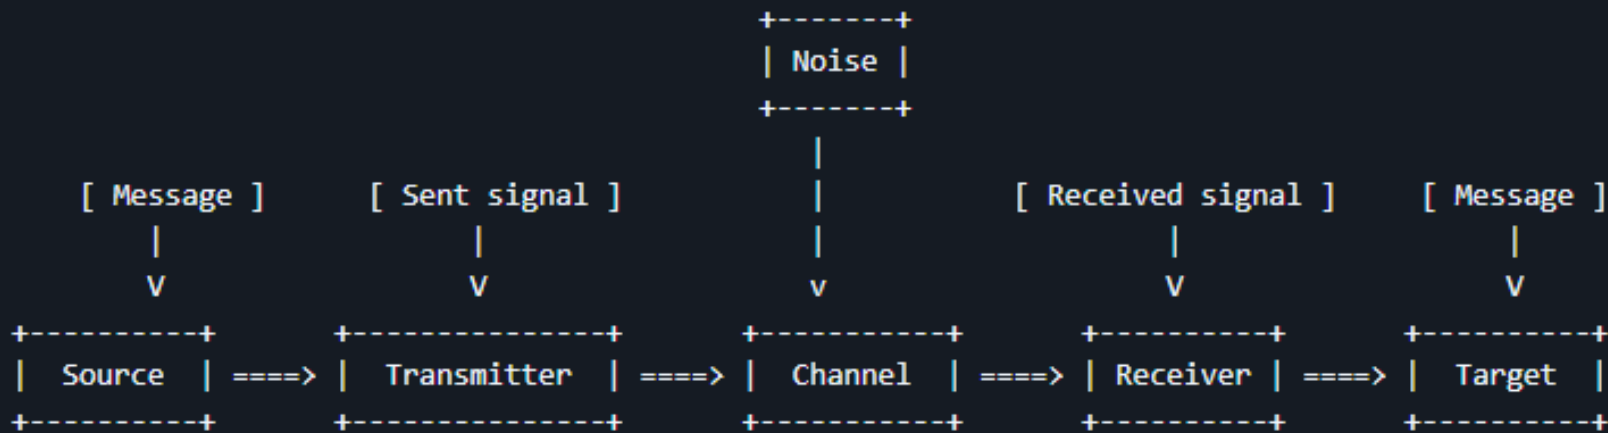 +-------+
| Noise |
+-------+
|
[ Message ] [ Sent signal ] | [ Received signal ] [ Message ]
| | | | |
V V v V V
+----------+ +---------------+ +-----------+ +----------+ +----------+
| Source | ====> | Transmitter | ====> | Channel | ====> | Receiver | ====> | Target |
+----------+ +---------------+ +-----------+ +----------+ +----------+